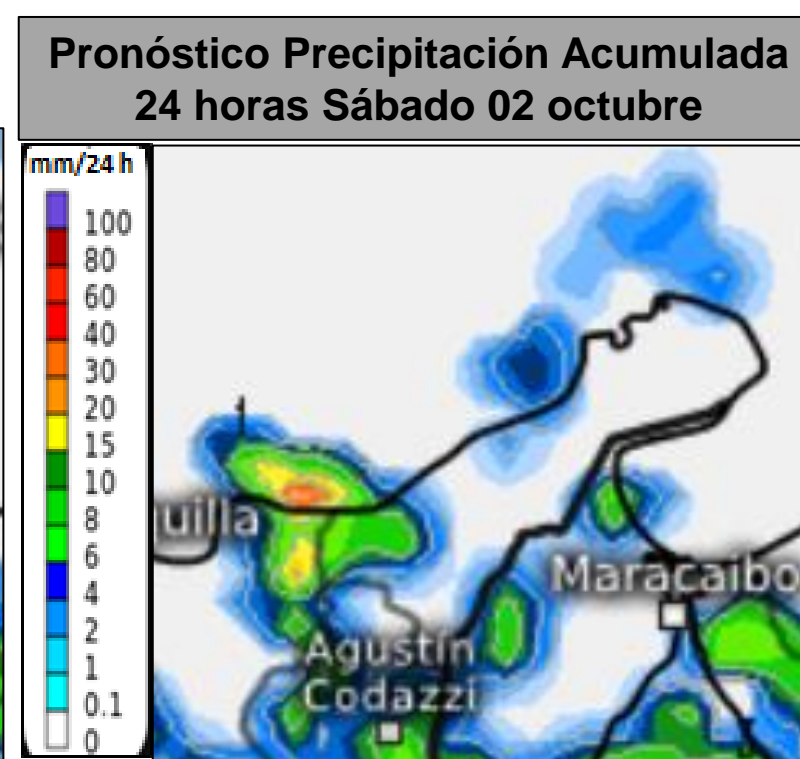 Pronóstico Precipitación Acumulada
24 horas Sábado 02 octubre
mm/24 h
100
80
60
40
30
20
15
10
8
6
4
2
1
0.1
0
uilla
Maracaibo
Agustín
Codazzi